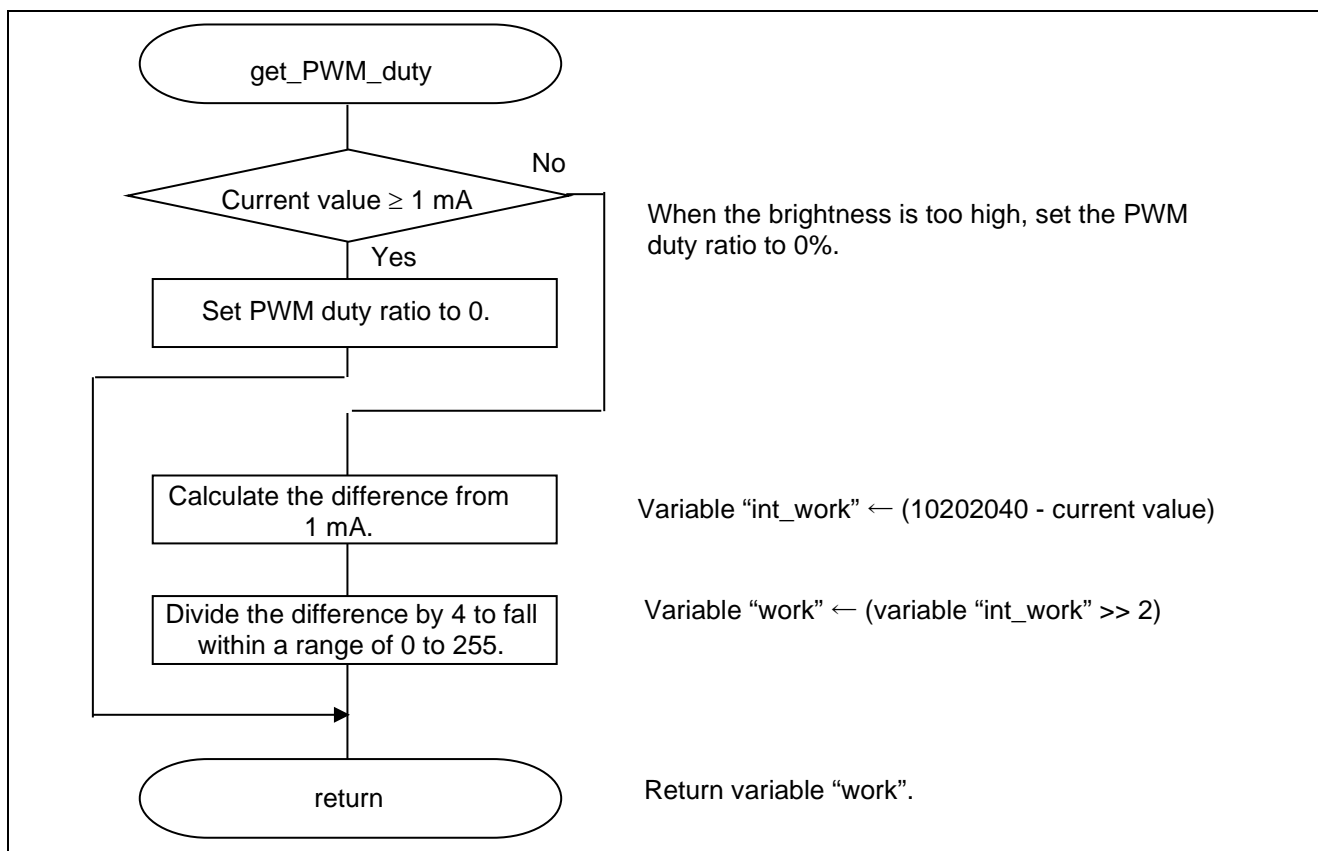 get_PWM_duty
No
Current value ≥ 1 mA
When the brightness is too high, set the PWM
duty ratio to 0%.
Yes
Set PWM duty ratio to 0.
Calculate the difference from
1 mA.
Variable “int_work” ← (10202040 - current value)
Divide the difference by 4 to fall
within a range of 0 to 255.
Variable “work” ← (variable “int_work” >> 2)
return
Return variable “work”.